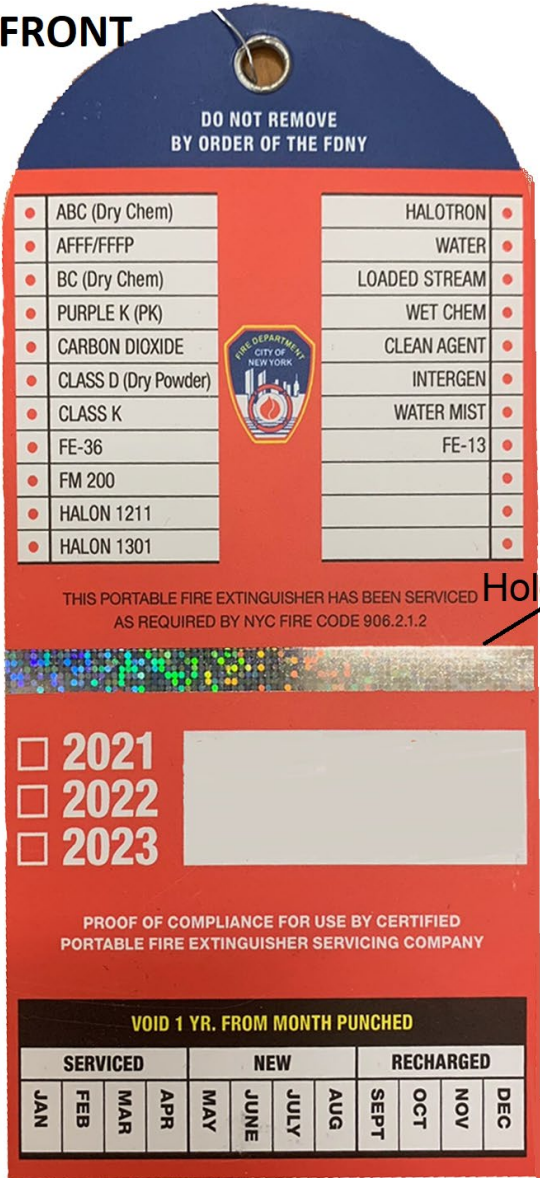 FRONT
DO NOT REMOVE
BY ORDER OF THE FDNY
ABC (Dry Chem)
AFFF/FFFP
BC (Dry Chem)
PURPLE K (PK)
CARBON DIOXIDE
CLASS D (Dry Powder)
CLASS K
FE-36
FM 200
HALON 1211
HALON 1301
FIRE DEPARTMENT
CITY OF
NEW YORK
HALOTRON
WATER
LOADED STREAM
WET CHEM
CLEAN AGENT
INTERGEN
WATER MIST
FE-13
THIS PORTABLE FIRE EXTINGUISHER HAS BEEN SERVICED
AS REQUIRED BY NYC FIRE CODE 906.2.1.2
Hol
2021
2022
2023
PROOF OF COMPLIANCE FOR USE BY CERTIFIED
PORTABLE FIRE EXTINGUISHER SERVICING COMPANY
VOID 1 YR. FROM MONTH PUNCHED
SERVICED NEW RECHARGED
JAN FEB MAR APR MAY JUNE JULY AUG SEPT OCT NOV DEC